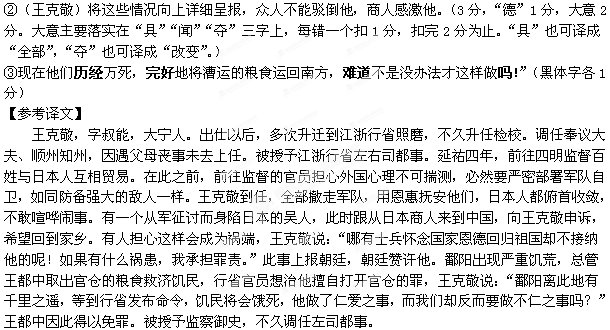 ②（王克敬）将这些情况向上详细呈报，众人不能驳倒他，商人感激他。（3 分，“德”1 分，大意 2
分。大意主要落实在“具”“闻”“夺”三字上，每错一个扣1分，扣完 2分为止。“具”也可译成
“全部”，“夺”也可译成“改变”。）
③现在他们历经万死，完好地将漕运的粮食运回南方，难道不是没办法才这样做吗!”（黑体字各1
分）
【参考译文】
王克敬，字叔能，大宁人。出仕以后，多次升迁到江浙行省照磨，不久升任检校。调任奉议大
夫、顺州知州，因遇父母丧事未去上任。被授予江浙行省左右司都事。延祐四年，前往四明监督百
姓与日本人互相贸易。在此之前，前往监督的官员担心外国心理不可揣测，必然要严密部署军队自
卫，如同防备强大的敌人一样。王克敬到任，全部撤走军队，用恩惠抚安他们，日本人都俯首收敛，
不敢喧哗闹事。有一个从军征讨而身陷日本的吴人，此时跟从日本商人来到中国，向王克敬申诉，
希望回到家乡。有人担心这样会成为祸端，王克敬说：“哪有士兵怀念国家恩德回归祖国却不接纳
他的呢！如果有什么祸患，我承担罪责。”此事上报朝廷，朝廷赞许他。鄱阳出现严重饥荒，总管
王都中取出官仓的粮食救济饥民，行省官员想治他擅自打开官仓的罪，王克敬说：“鄱阳离此地有
千里之遥，等到行省发布命令，饥民将会饿死，他做了仁爱之事，而我们却反而要做不仁之事吗？”
王都中因此得以免罪。被授予监察御史，不久调任左司都事。